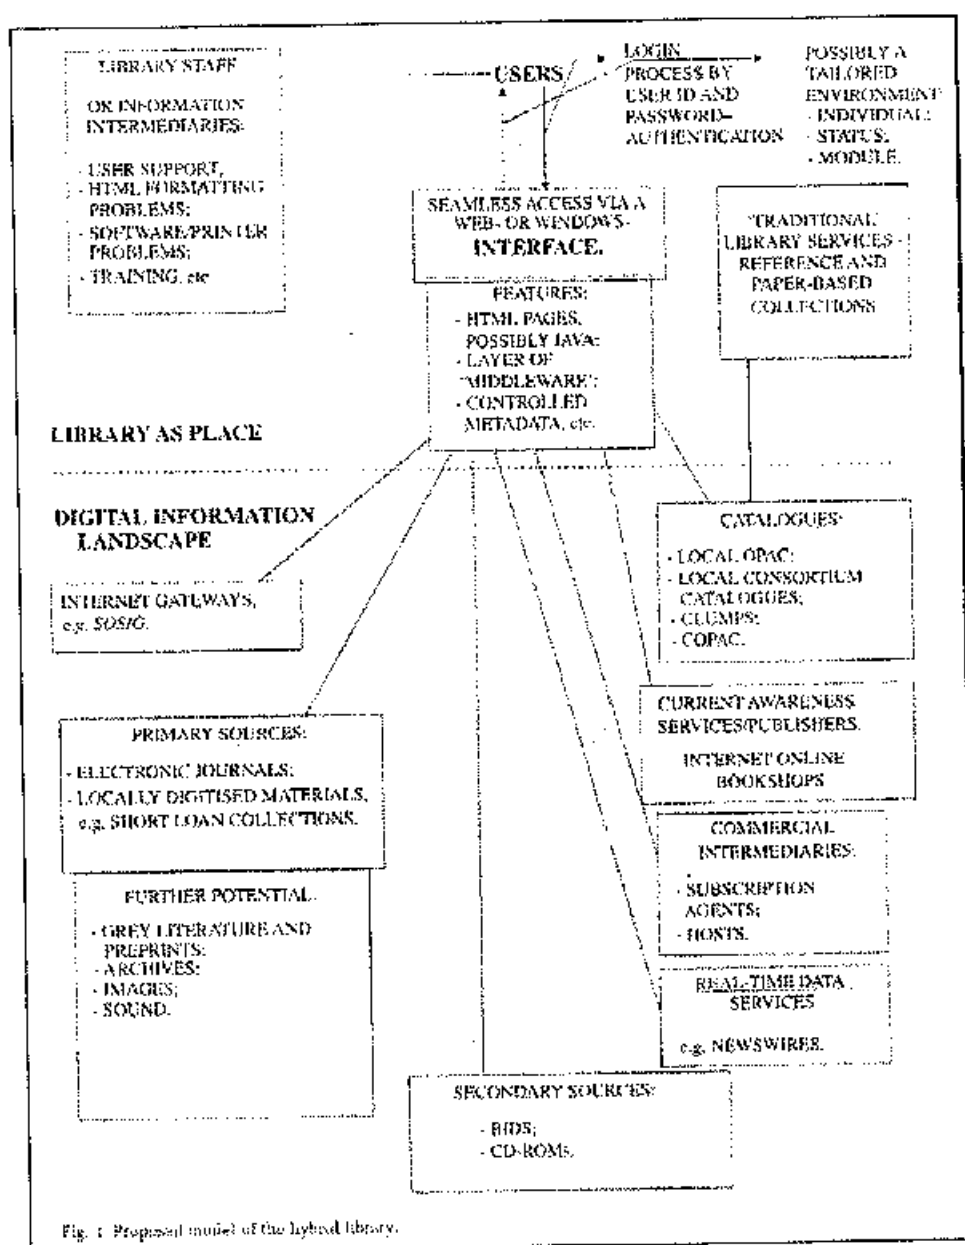 LIBRARY STAFF
OR INFORMATION
INTERMEDIARIES:
- USER SUPPORT,
- HTML FORMATTING
PROBLEMS;
- SOFTWARE/PRINTER
PROBLEMS;
- TRAINING, etc
USERS
LOGIN
PROCESS BY
USER ID AND
PASSWORD–
AUTHENTICATION
POSSIBLY A
TAILORED
ENVIRONMENT
- INDIVIDUAL;
- STATUS;
- MODULE.
SEAMLESS ACCESS VIA A
WEB- OR WINDOWS-
INTERFACE.
FEATURES:
- HTML PAGES,
POSSIBLY JAVA;
- LAYER OF
'MIDDLEWARE';
- CONTROLLED
METADATA, etc.
'TRADITIONAL'
LIBRARY SERVICES -
REFERENCE AND
PAPER-BASED
COLLECTIONS
LIBRARY AS PLACE
DIGITAL INFORMATION
LANDSCAPE
INTERNET GATEWAYS,
e.g. SOSIG.
CATALOGUES:
- LOCAL OPAC;
- LOCAL CONSORTIUM
CATALOGUES;
- CLUMPS;
- COPAC.
PRIMARY SOURCES:
- ELECTRONIC JOURNALS;
- LOCALLY DIGITISED MATERIALS,
e.g. SHORT LOAN COLLECTIONS.
CURRENT AWARENESS
SERVICES/PUBLISHERS.
INTERNET ONLINE
BOOKSHOPS
COMMERCIAL
INTERMEDIARIES:
- SUBSCRIPTION
AGENTS;
- HOSTS.
FURTHER POTENTIAL
- GREY LITERATURE AND
PREPRINTS;
- ARCHIVES;
- IMAGES;
- SOUND.
REAL-TIME DATA
SERVICES
e.g. NEWSWIRES.
SECONDARY SOURCES:
- BIDS;
- CD-ROMs.
Fig. 1 Proposed model of the hybrid library.